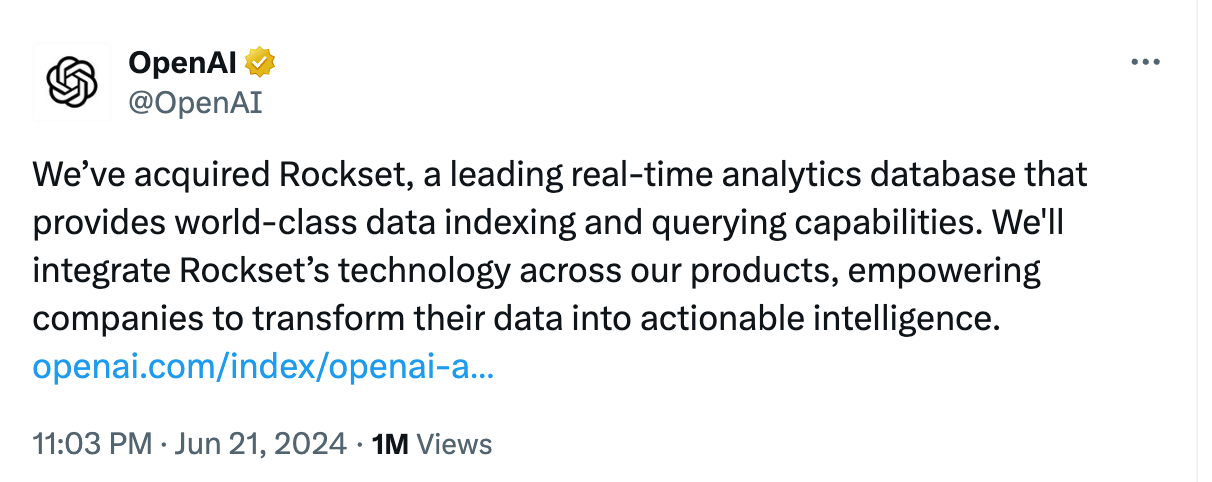 OpenAI
@OpenAI
We’ve acquired Rockset, a leading real-time analytics database that
provides world-class data indexing and querying capabilities. We'll
integrate Rockset’s technology across our products, empowering
companies to transform their data into actionable intelligence.
openai.com/index/openai-a...
11:03 PM · Jun 21, 2024 · 1M Views